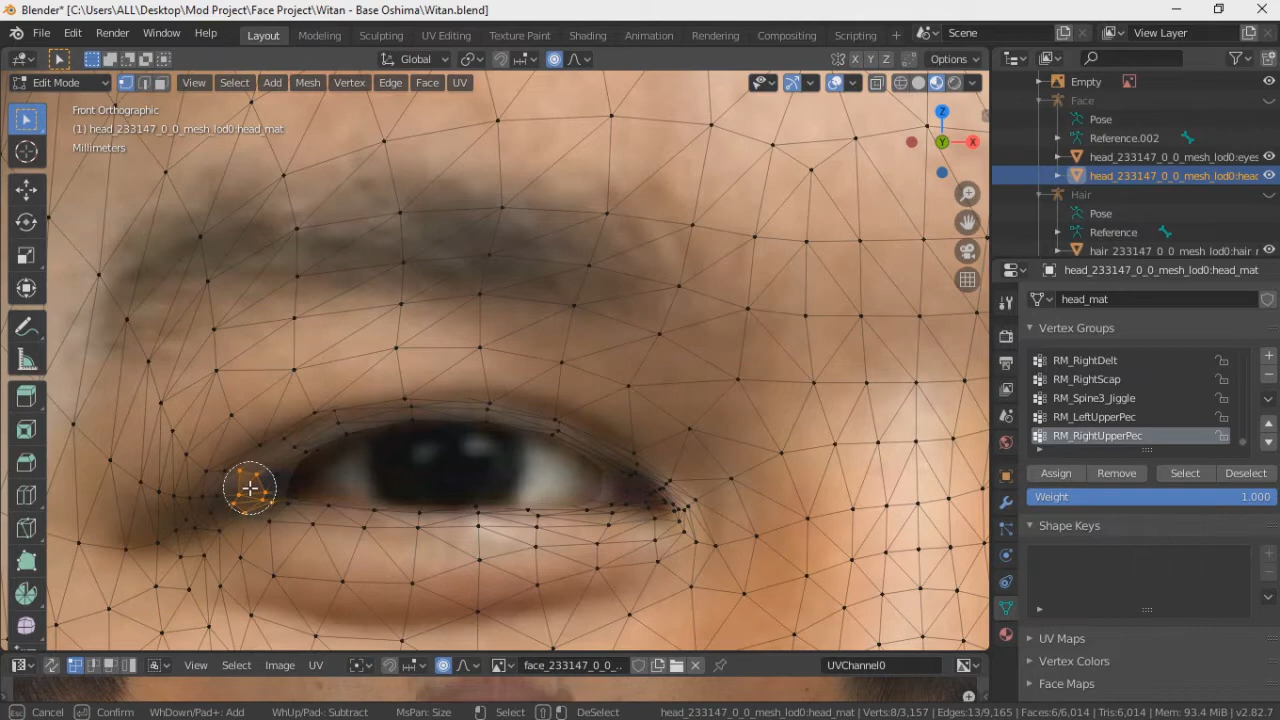 Blender* [C:\Users\ALL\Desktop\Mod Project\Face Project\Witan - Base Oshima\Witan.blend]
File Edit Render Window Help Layout Modeling Sculpting UV Editing Texture Paint Shading Animation Rendering Compositing Scripting + Scene View Layer
Global X Y Z Options
Edit Mode View Select Add Mesh Vertex Edge Face UV
Front Orthographic
(1) head_233147_0_0_mesh_lod0:head_mat
Millimeters
Z
Y
X
Empty
Face
Pose
Reference.002
head_233147_0_0_mesh_lod0:eyes
head_233147_0_0_mesh_lod0:head
Hair
Pose
Reference
hair_233147_0_0_mesh_lod0:hair
head_233147_0_0_mesh_lod0:head_mat
head_mat
Vertex Groups
RM_RightDelt
RM_RightScap
RM_Spine3_Jiggle
RM_LeftUpperPec
RM_RightUpperPec
Assign Remove Select Deselect
Weight 1.000
Shape Keys
UV Maps
Vertex Colors
Face Maps
View Select Image UV face_233147_0_0_... UVChannel0
Esc Cancel Confirm WhDown/Pad+: Add WhUp/Pad-: Subtract MsPan: Size Select DeSelect head_233147_0_0_mesh_lod0:head_mat | Verts:8/3,157 | Edges:13/9,165 | Faces:6/6,014 | Tris:6,014 | Mem: 93.4 MiB | v2.82.7